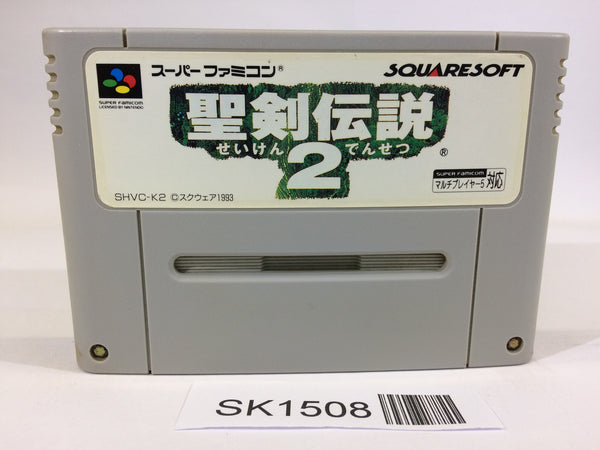 スーパーファミコン®
SQUARESOFT
SUPER FAMICOM
LICENSED BY NINTENDO
聖剣伝説
せいけん でんせつ
2
®
SHVC-K2 ©スクウェア1993
SUPER FAMICOM
マルチプレイヤー5 対応
SK1508